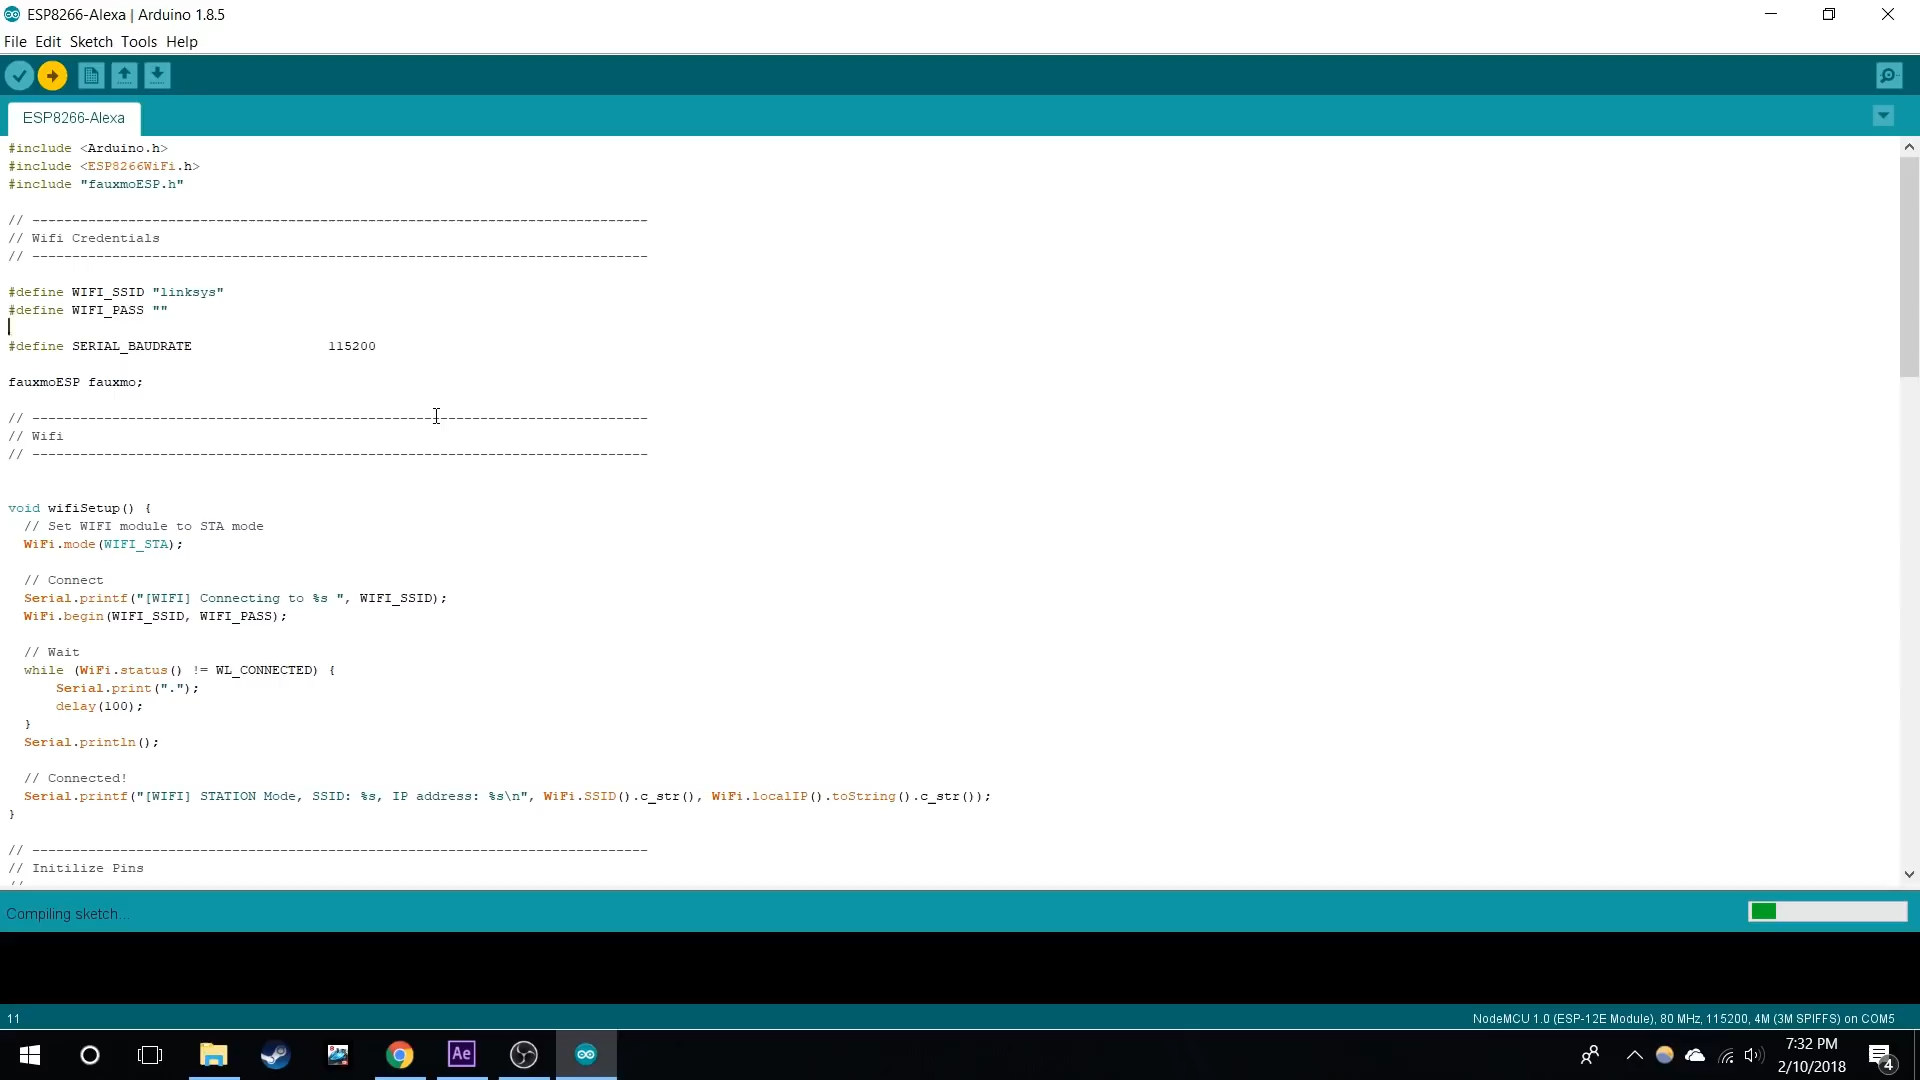 ESP8266-Alexa | Arduino 1.8.5
File Edit Sketch Tools Help
ESP8266-Alexa
#include <Arduino.h>
#include <ESP8266WiFi.h>
#include "fauxmoESP.h"
// -----------------------------------------------------------------------------
// Wifi Credentials
// -----------------------------------------------------------------------------
#define WIFI_SSID "linksys"
#define WIFI_PASS ""
#define SERIAL_BAUDRATE                 115200
fauxmoESP fauxmo;
// -----------------------------------------------------------------------------
// Wifi
// -----------------------------------------------------------------------------
void wifiSetup() {
  // Set WIFI module to STA mode
  WiFi.mode(WIFI_STA);
  // Connect
  Serial.printf("[WIFI] Connecting to %s ", WIFI_SSID);
  WiFi.begin(WIFI_SSID, WIFI_PASS);
  // Wait
  while (WiFi.status() != WL_CONNECTED) {
      Serial.print(".");
      delay(100);
  }
  Serial.println();
  // Connected!
  Serial.printf("[WIFI] STATION Mode, SSID: %s, IP address: %s\n", WiFi.SSID().c_str(), WiFi.localIP().toString().c_str());
}
// -----------------------------------------------------------------------------
// Initilize Pins
//
Compiling sketch...
11
NodeMCU 1.0 (ESP-12E Module), 80 MHz, 115200, 4M (3M SPIFFS) on COM5
Ae
7:32 PM
2/10/2018
4